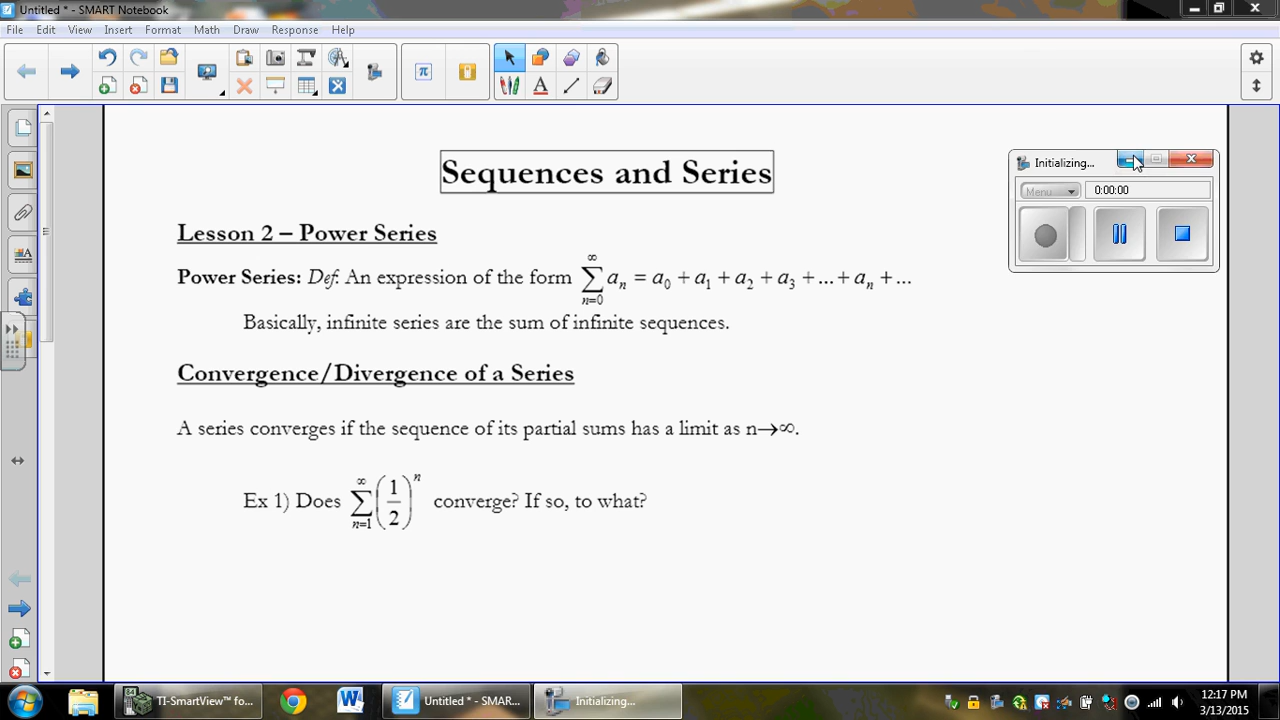 Untitled * - SMART Notebook
File Edit View Insert Format Math Draw Response Help
Sequences and Series
Initializing...
Menu 0:00:00
Lesson 2 – Power Series
Power Series: Def: An expression of the form ∑_{n=0}^{∞} a_n = a_0 + a_1 + a_2 + a_3 + ... + a_n + ...
Basically, infinite series are the sum of infinite sequences.
Convergence/Divergence of a Series
A series converges if the sequence of its partial sums has a limit as n→∞.
Ex 1) Does ∑_{n=1}^{∞} (1/2)^n converge? If so, to what?
TI-SmartView™ fo... Untitled * - SMAR... Initializing... 12:17 PM
3/13/2015